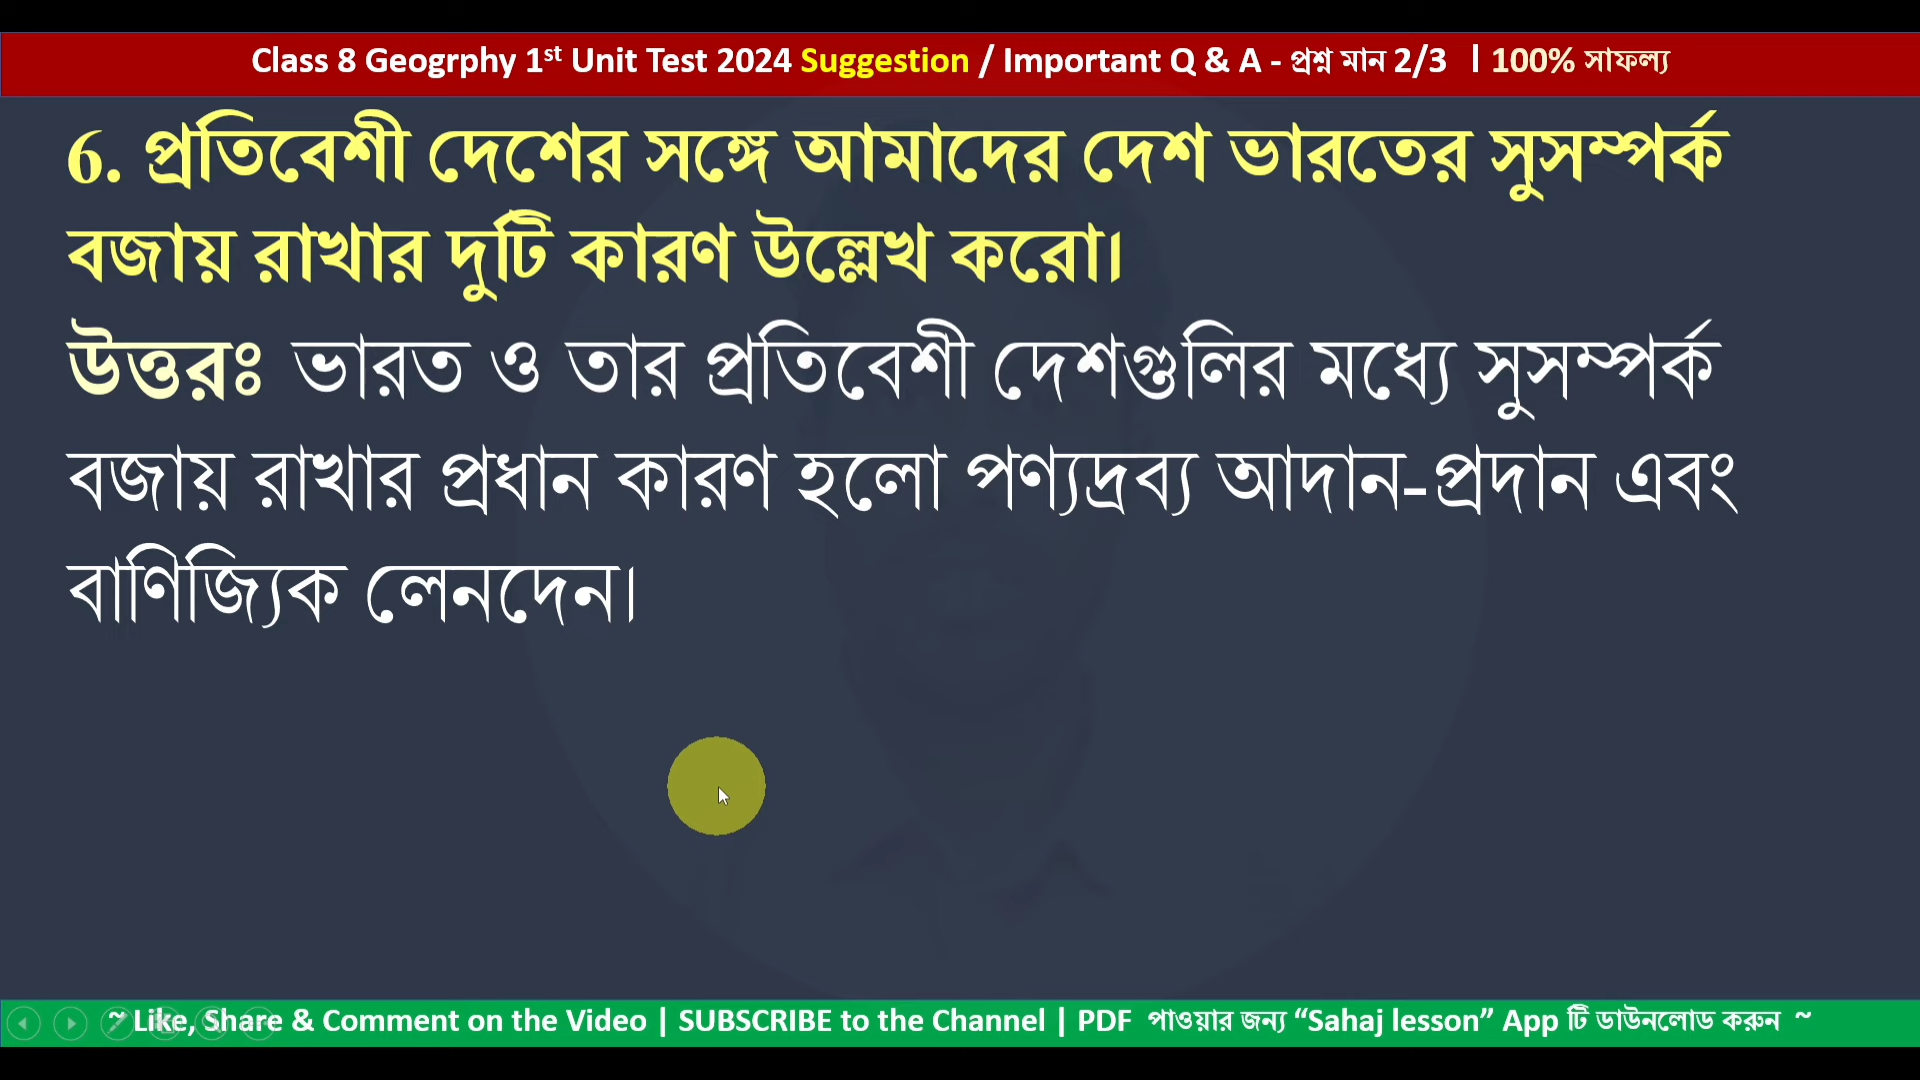 Class 8 Geogrphy 1st Unit Test 2024 Suggestion / Important Q & A - প্রশ্ন মান 2/3 | 100% সাফল্য
6. প্রতিবেশী দেশের সঙ্গে আমাদের দেশ ভারতের সুসম্পর্ক
বজায় রাখার দুটি কারণ উল্লেখ করো।
উত্তরঃ ভারত ও তার প্রতিবেশী দেশগুলির মধ্যে সুসম্পর্ক
বজায় রাখার প্রধান কারণ হলো পণ্যদ্রব্য আদান-প্রদান এবং
বাণিজ্যিক লেনদেন।
~ Like, Share & Comment on the Video | SUBSCRIBE to the Channel | PDF পাওয়ার জন্য “Sahaj lesson” App টি ডাউনলোড করুন ~